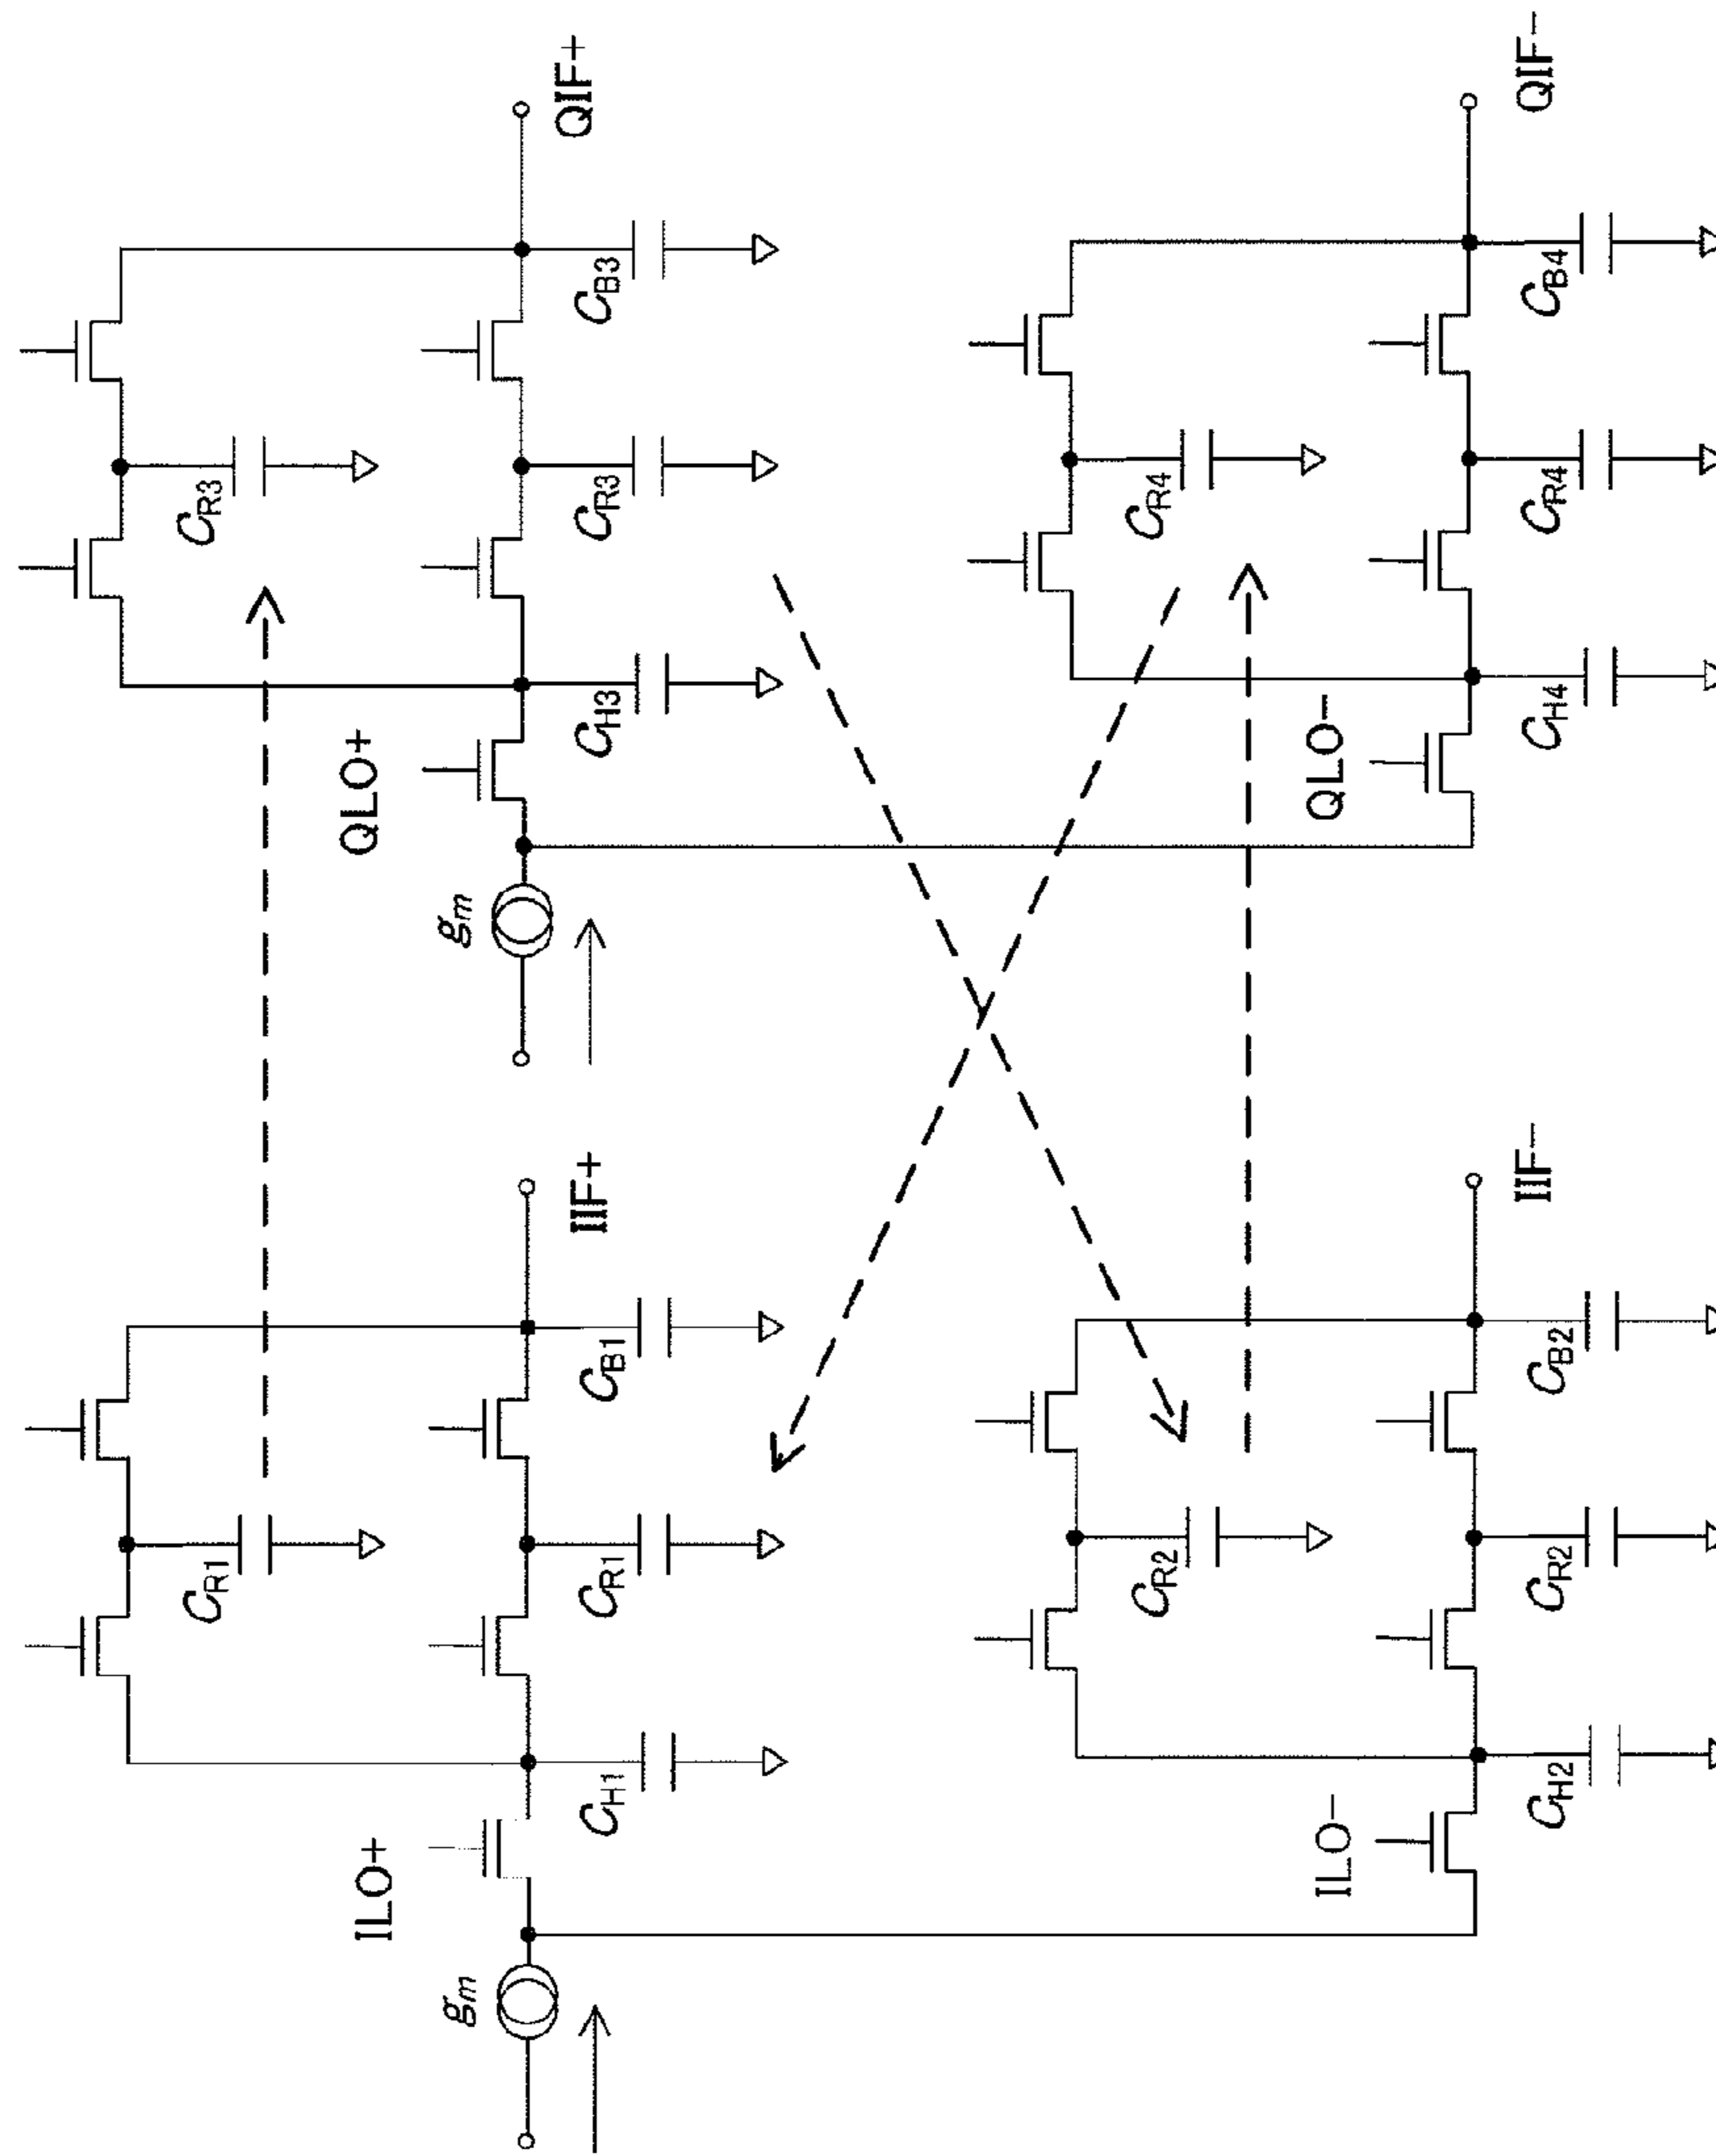 CR1
CR3
ILO+
QLO+
gm
gm
CH1
CR1
CB1
IIF+
CH3
CR3
CB3
QIF+
CR2
CR4
ILO−
QLO−
CH2
CR2
CB2
IIF−
CH4
CR4
CB4
QIF−